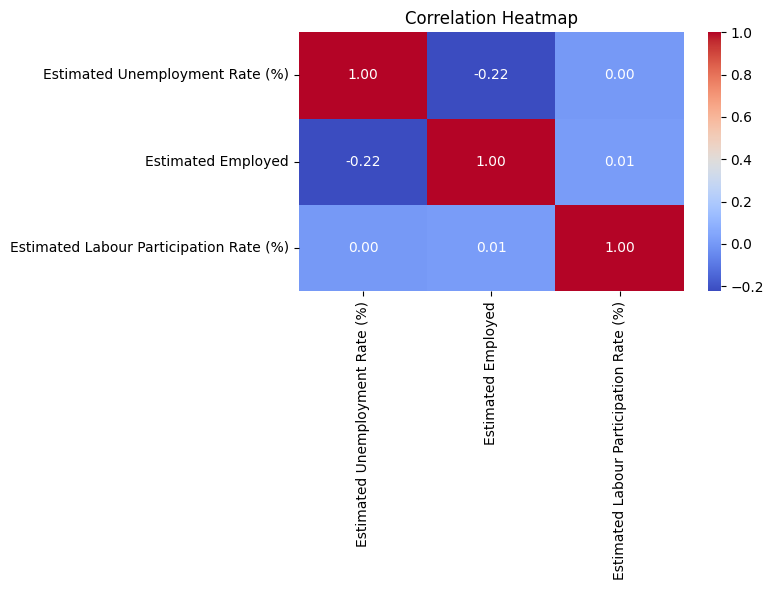 Correlation Heatmap
Estimated Unemployment Rate (%)
1.00
-0.22
0.00
Estimated Employed
-0.22
1.00
0.01
Estimated Labour Participation Rate (%)
0.00
0.01
1.00
Estimated Unemployment Rate (%)
Estimated Employed
Estimated Labour Participation Rate (%)
1.0
0.8
0.6
0.4
0.2
0.0
−0.2